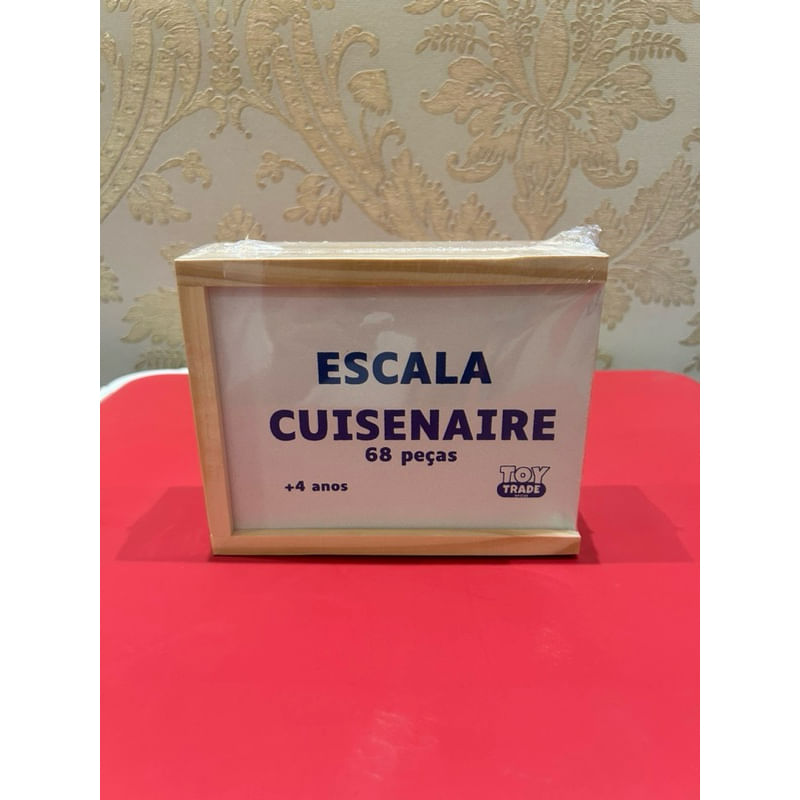 ESCALA
CUISENAIRE
68 peças
+4 anos
TOY
TRADE